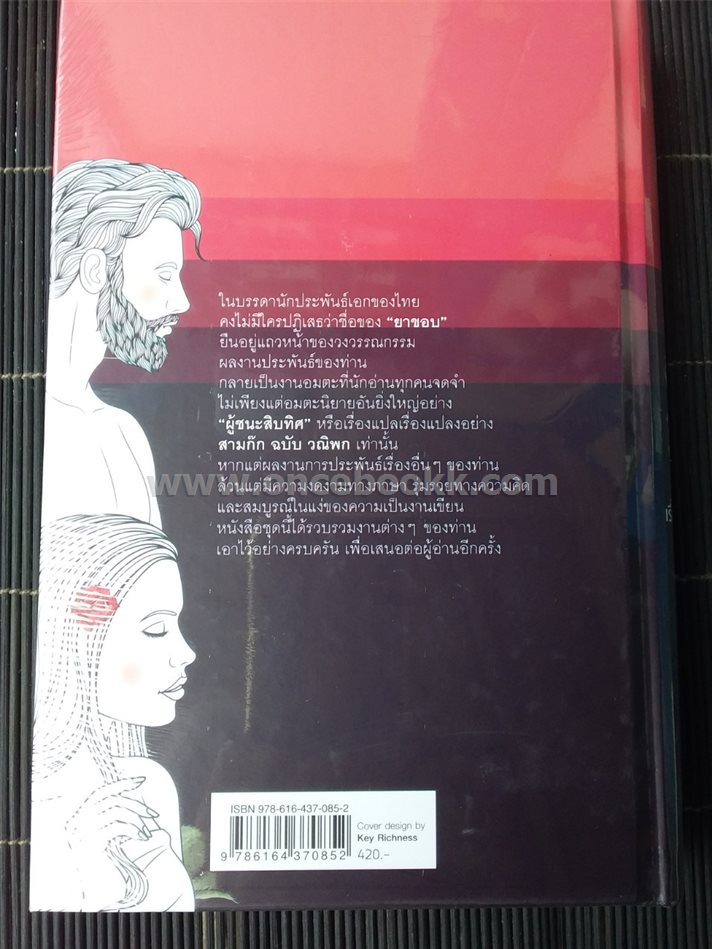 ในบรรดานักประพันธ์เอกของไทย
คงไม่มีใครปฏิเสธว่าชื่อของ “ยาขอบ”
ยืนอยู่แถวหน้าของวงวรรณกรรม
ผลงานประพันธ์ของท่าน
กลายเป็นงานอมตะที่นักอ่านทุกคนจดจำ
ไม่เพียงแต่อมตะนิยายอันยิ่งใหญ่อย่าง
“ผู้ชนะสิบทิศ” หรือเรื่องแปลเรื่องแปลงอย่าง
สามก๊ก ฉบับ วณิพก เท่านั้น
หากแต่ผลงานการประพันธ์เรื่องอื่นๆ ของท่าน
ล้วนแต่มีความงดงามทางภาษา รุ่มรวยทางความคิด
และสมบูรณ์ในแง่ของความเป็นงานเขียน
หนังสือชุดนี้ได้รวบรวมงานต่างๆ ของท่าน
เอาไว้อย่างครบครัน เพื่อเสนอต่อผู้อ่านอีกครั้ง
www.oncebookk.com
ISBN 978-616-437-085-2
Cover design by
Key Richness
9 786164 370852
420.-